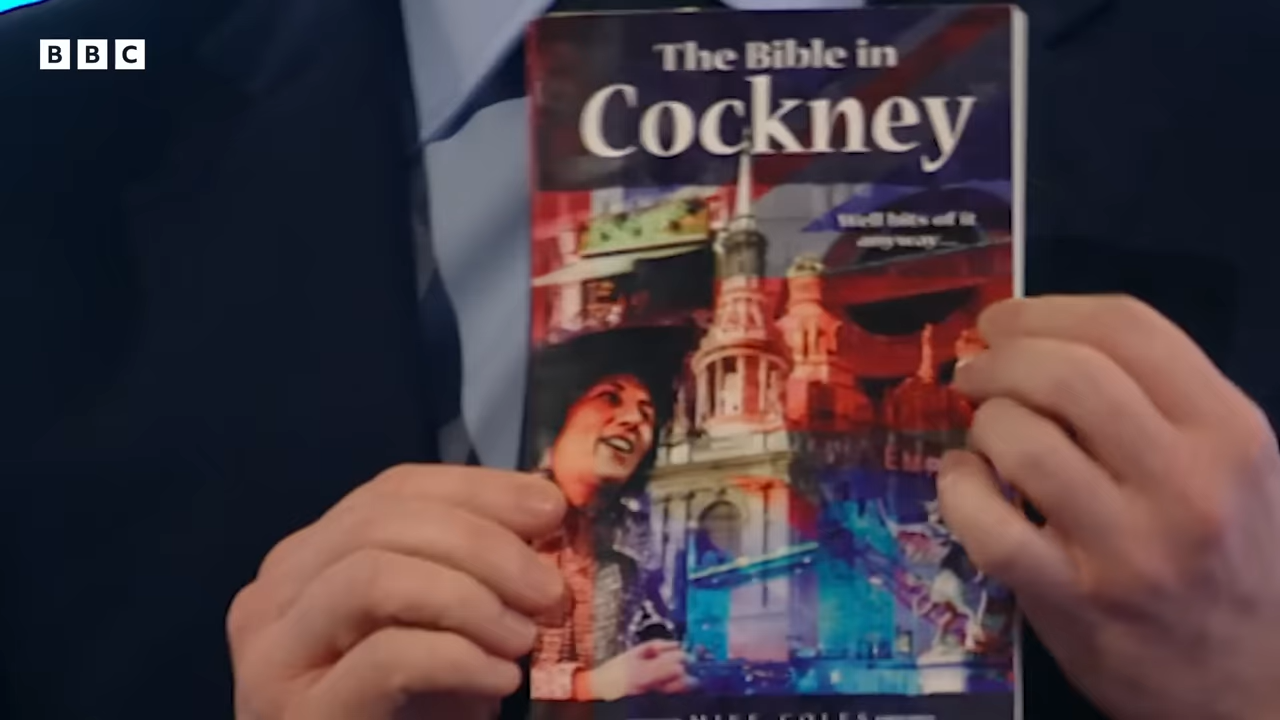 BBC
The Bible in
Cockney
Well bits of it
anyway...